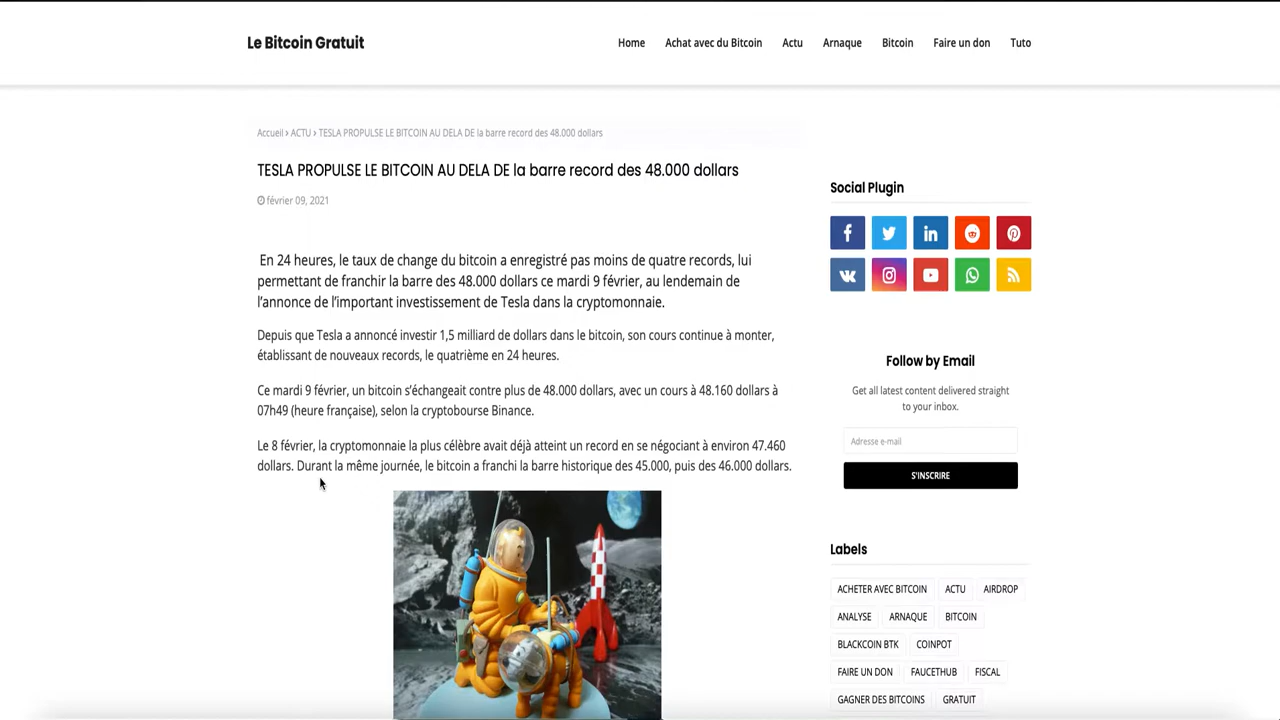 Le Bitcoin Gratuit
Home Achat avec du Bitcoin Actu Arnaque Bitcoin Faire un don Tuto
Accueil › ACTU › TESLA PROPULSE LE BITCOIN AU DELA DE la barre record des 48.000 dollars
TESLA PROPULSE LE BITCOIN AU DELA DE la barre record des 48.000 dollars
février 09, 2021
En 24 heures, le taux de change du bitcoin a enregistré pas moins de quatre records, lui
permettant de franchir la barre des 48.000 dollars ce mardi 9 février, au lendemain de
l’annonce de l’important investissement de Tesla dans la cryptomonnaie.
Depuis que Tesla a annoncé investir 1,5 milliard de dollars dans le bitcoin, son cours continue à monter,
établissant de nouveaux records, le quatrième en 24 heures.
Ce mardi 9 février, un bitcoin s’échangeait contre plus de 48.000 dollars, avec un cours à 48.160 dollars à
07h49 (heure française), selon la cryptobourse Binance.
Le 8 février, la cryptomonnaie la plus célèbre avait déjà atteint un record en se négociant à environ 47.460
dollars. Durant la même journée, le bitcoin a franchi la barre historique des 45.000, puis des 46.000 dollars.
Social Plugin
Follow by Email
Get all latest content delivered straight
to your inbox.
Adresse e-mail
S'INSCRIRE
Labels
ACHETER AVEC BITCOIN ACTU AIRDROP
ANALYSE ARNAQUE BITCOIN
BLACKCOIN BTK COINPOT
FAIRE UN DON FAUCETHUB FISCAL
GAGNER DES BITCOINS GRATUIT